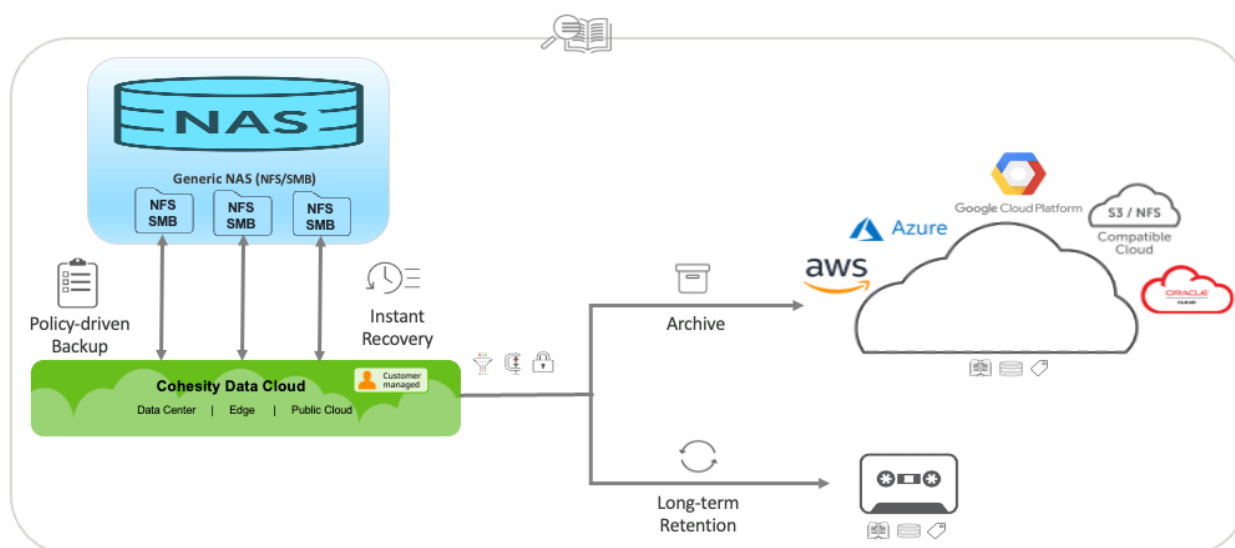 NAS
Generic NAS (NFS/SMB)
NFS
SMB
NFS
SMB
NFS
SMB
Policy-driven
Backup
Instant
Recovery
Cohesity Data Cloud
Customer
managed
Data Center | Edge | Public Cloud
Archive
Long-term
Retention
aws
Azure
Google Cloud Platform
S3 / NFS
Compatible
Cloud
ORACLE
CLOUD